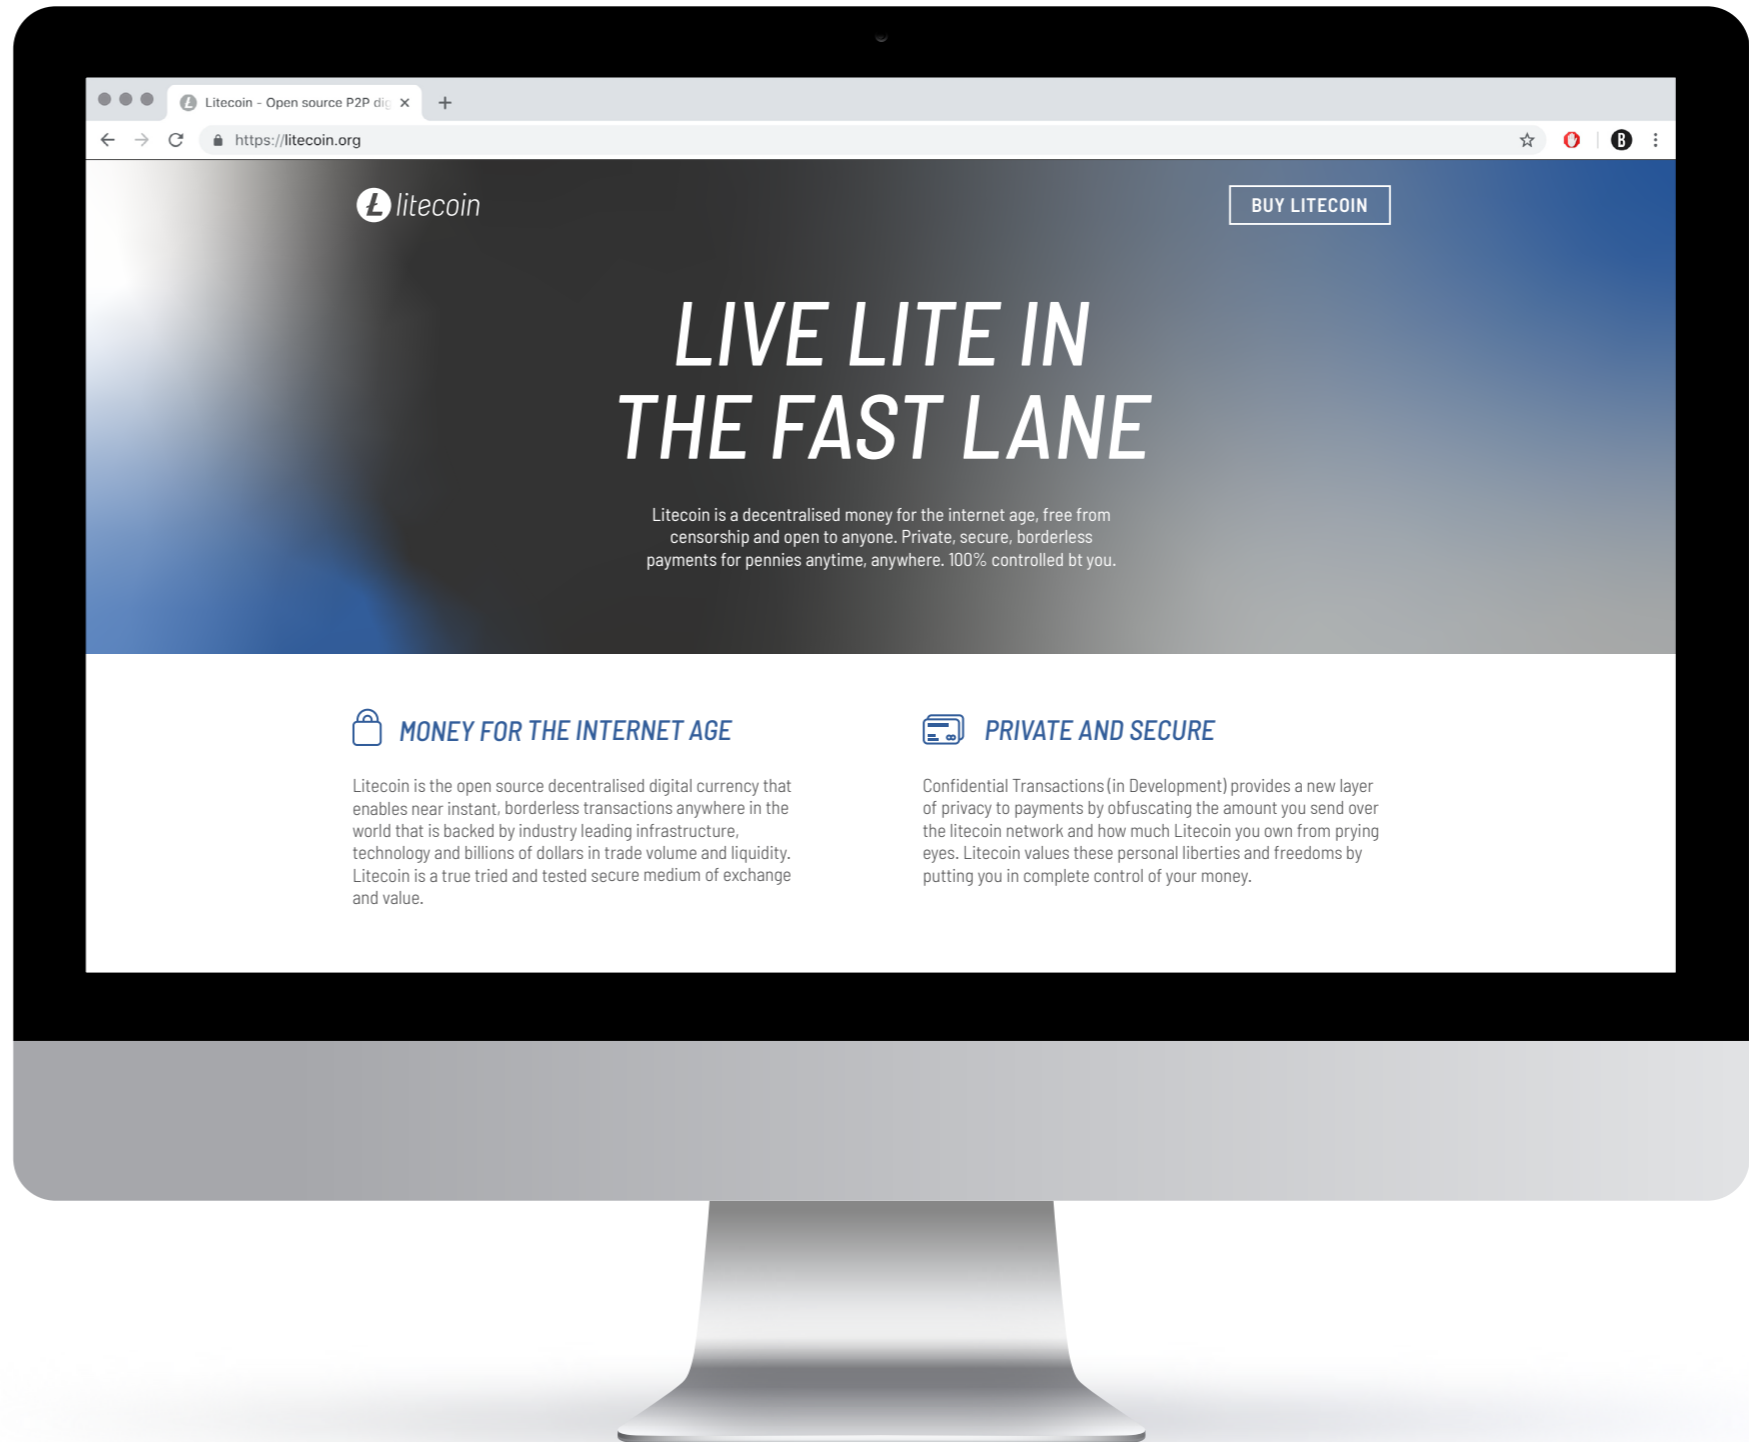 Litecoin - Open source P2P dig
https://litecoin.org
B
Ł litecoin
BUY LITECOIN
LIVE LITE IN
THE FAST LANE
Litecoin is a decentralised money for the internet age, free from
censorship and open to anyone. Private, secure, borderless
payments for pennies anytime, anywhere. 100% controlled bt you.
MONEY FOR THE INTERNET AGE
Litecoin is the open source decentralised digital currency that
enables near instant, borderless transactions anywhere in the
world that is backed by industry leading infrastructure,
technology and billions of dollars in trade volume and liquidity.
Litecoin is a true tried and tested secure medium of exchange
and value.
PRIVATE AND SECURE
Confidential Transactions (in Development) provides a new layer
of privacy to payments by obfuscating the amount you send over
the litecoin network and how much Litecoin you own from prying
eyes. Litecoin values these personal liberties and freedoms by
putting you in complete control of your money.